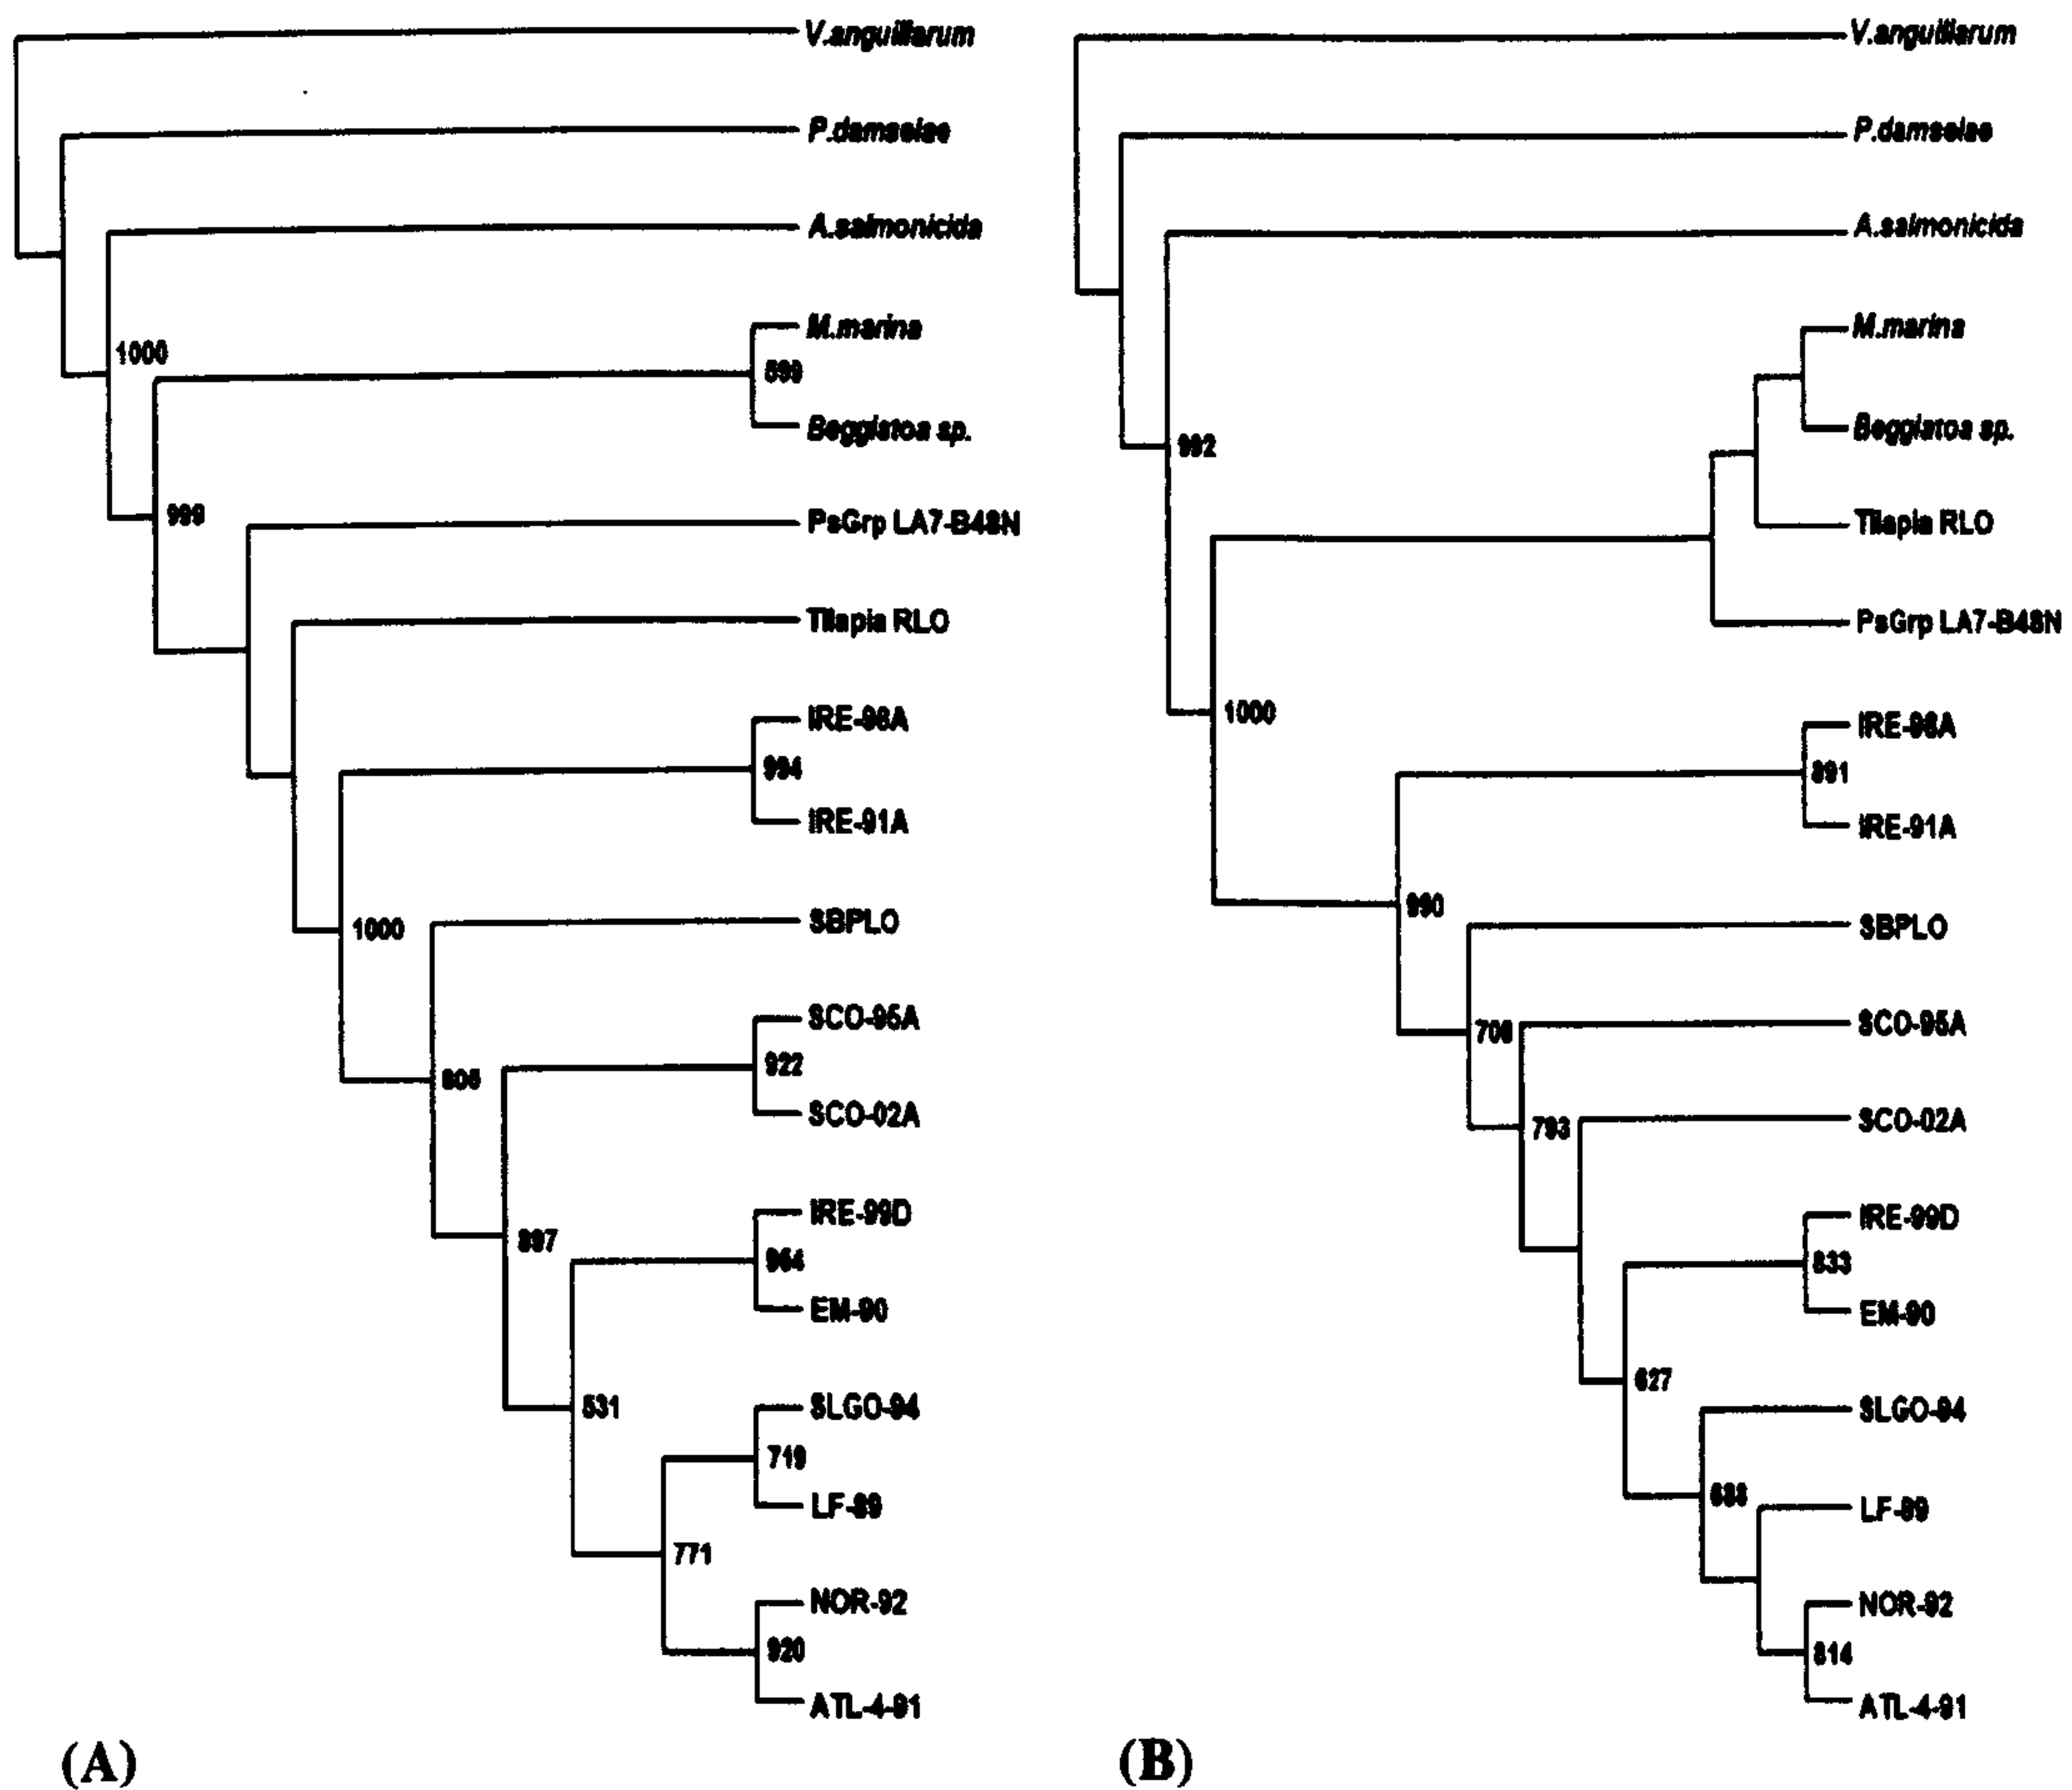 V.anguillarum
P.damselae
A.salmonicida
M.marina
1000
599
Beggiatoa sp.
999
PsGrp LA7-B48N
Tilapia RLO
IRE-98A
994
IRE-91A
SBPLO
1000
SCO-95A
922
805
SCO-02A
IRE-99D
897
964
EM-90
531
SLGO-94
719
LF-89
771
NOR-92
920
ATL-4-91
(A)
V.anguillarum
P.damselae
A.salmonicida
M.marina
992
Beggiatoa sp.
Tilapia RLO
PsGrp LA7-B48N
1000
IRE-98A
891
IRE-91A
990
SBPLO
SCO-95A
SCO-02A
793
IRE-99D
833
EM-90
627
SLGO-94
LF-89
NOR-92
814
ATL-4-91
(B)